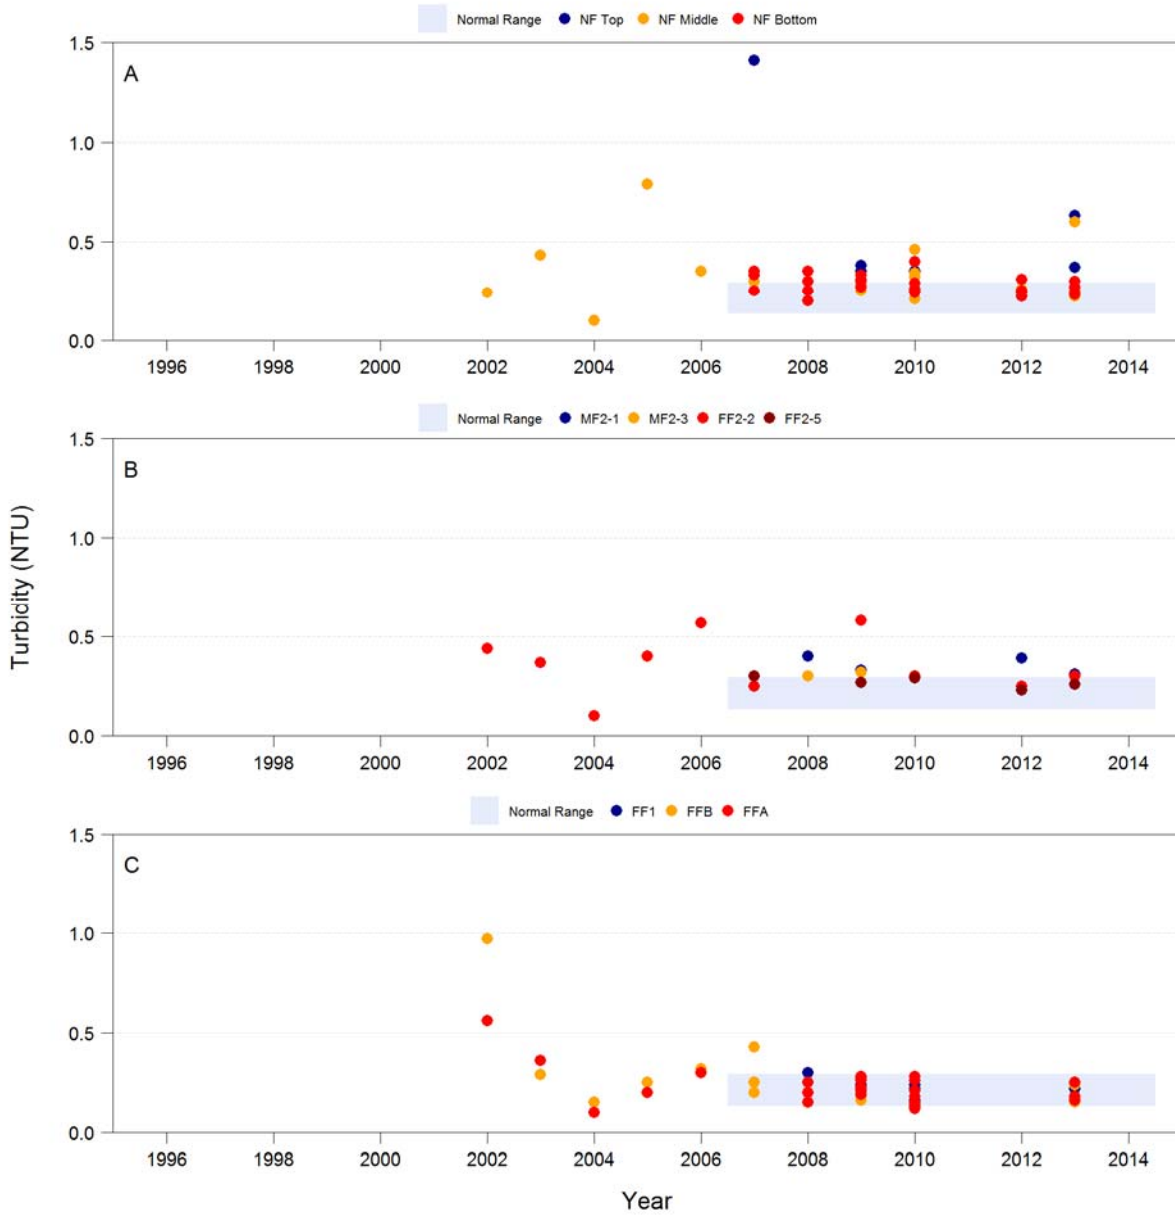 Normal Range NF Top NF Middle NF Bottom
A
1.5
1.0
0.5
0.0
1996 1998 2000 2002 2004 2006 2008 2010 2012 2014
Normal Range MF2-1 MF2-3 FF2-2 FF2-5
B
1.5
1.0
0.5
0.0
1996 1998 2000 2002 2004 2006 2008 2010 2012 2014
Turbidity (NTU)
Normal Range FF1 FFB FFA
C
1.5
1.0
0.5
0.0
1996 1998 2000 2002 2004 2006 2008 2010 2012 2014
Year